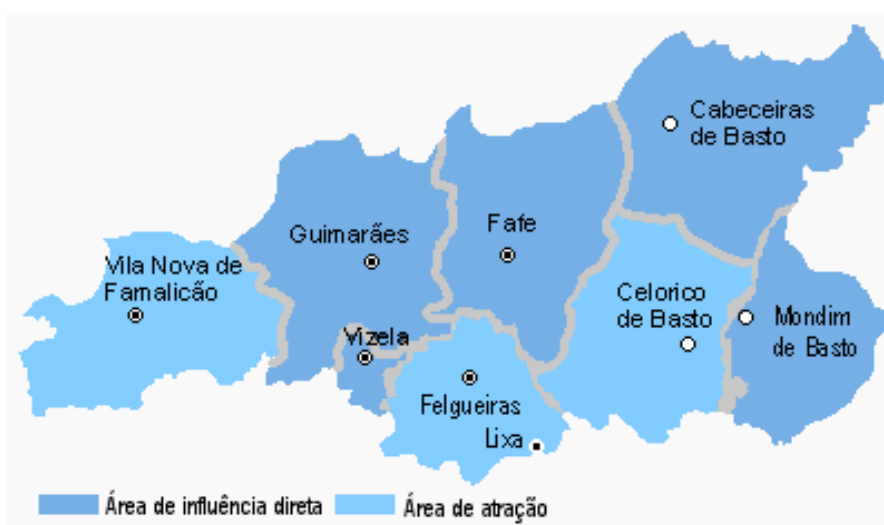 Cabeceiras
de Basto
Guimarães
Fafe
Vila Nova de
Famalicão
Celorico
de Basto
Mondim
de Basto
Vizela
Felgueiras
Lixa
Área de influência direta
Área de atração